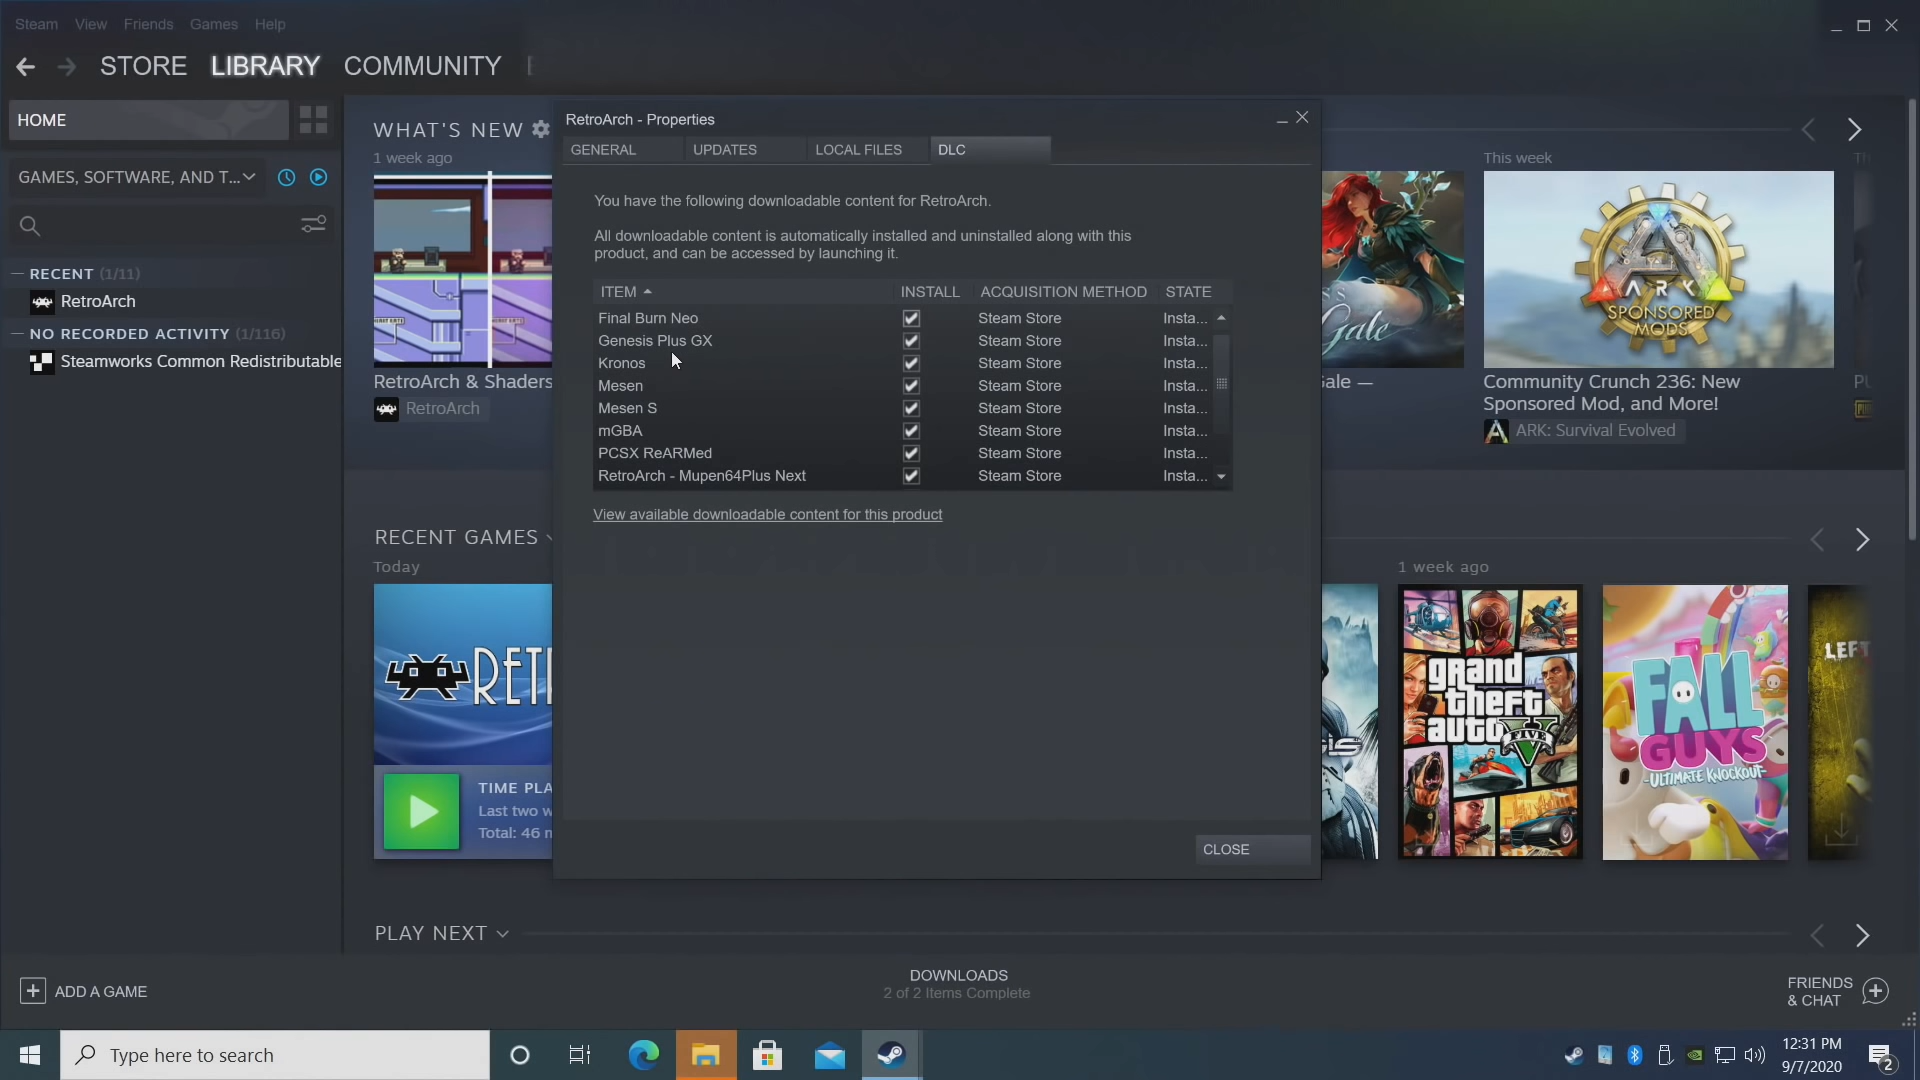 Steam View Friends Games Help
STORE LIBRARY COMMUNITY
HOME
GAMES, SOFTWARE, AND T...
RECENT (1/11)
RetroArch
NO RECORDED ACTIVITY (1/116)
Steamworks Common Redistributable
WHAT'S NEW
1 week ago
RetroArch & Shaders
RetroArch
RetroArch - Properties
GENERAL UPDATES LOCAL FILES DLC
You have the following downloadable content for RetroArch.
All downloadable content is automatically installed and uninstalled along with this
product, and can be accessed by launching it.
ITEM INSTALL ACQUISITION METHOD STATE
Final Burn Neo Steam Store Insta...
Genesis Plus GX Steam Store Insta...
Kronos Steam Store Insta...
Mesen Steam Store Insta...
Mesen S Steam Store Insta...
mGBA Steam Store Insta...
PCSX ReARMed Steam Store Insta...
RetroArch - Mupen64Plus Next Steam Store Insta...
View available downloadable content for this product
CLOSE
This week
ARK
SPONSORED
MODS
Community Crunch 236: New
Sponsored Mod, and More!
ARK: Survival Evolved
RECENT GAMES
Today
RETR
TIME PLA
Last two w
Total: 46 m
1 week ago
grand
theft
auto
FIVE
FALL
GUYS
ULTIMATE KNOCKOUT
LEFT
PLAY NEXT
ADD A GAME
DOWNLOADS
2 of 2 Items Complete
FRIENDS
& CHAT
Type here to search
12:31 PM
9/7/2020
2